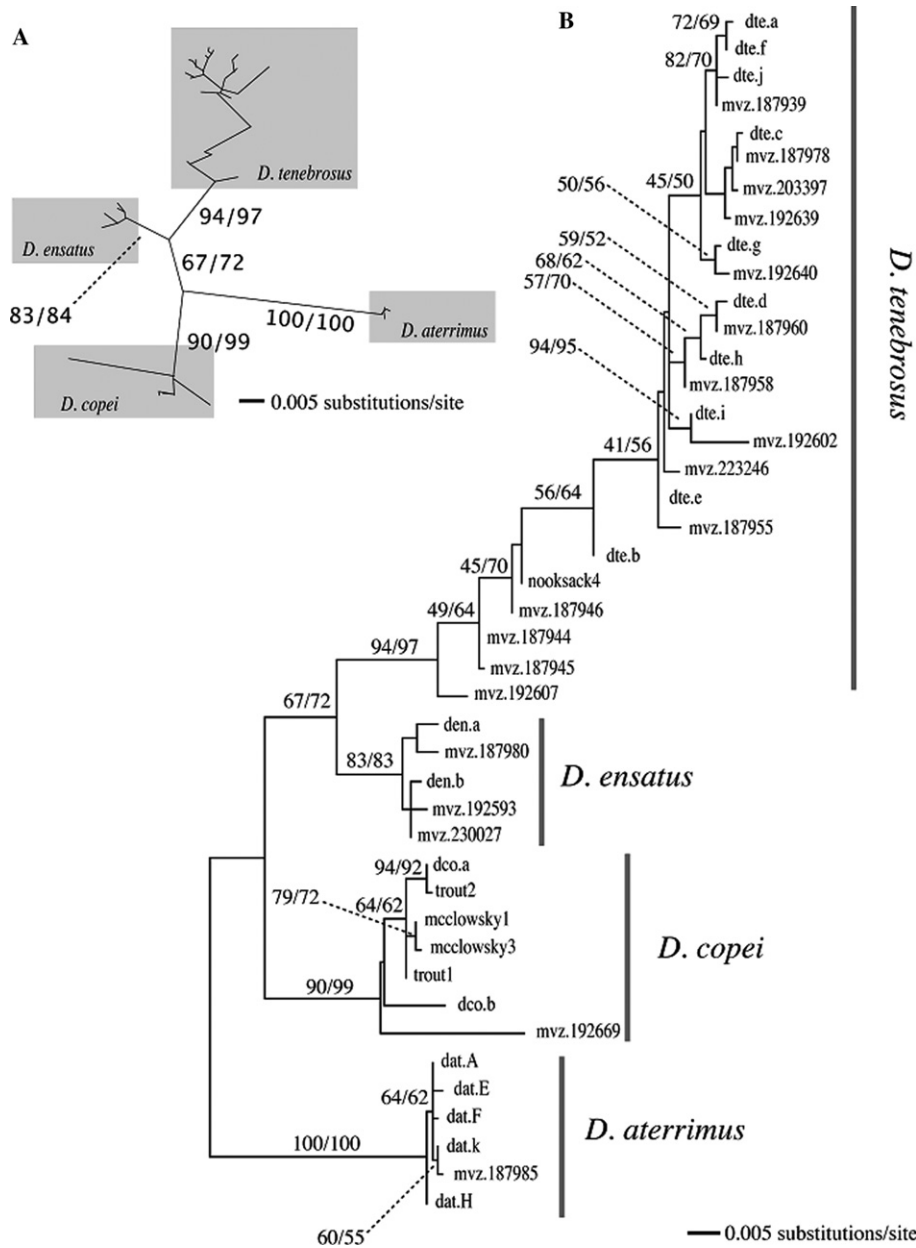 A
D. tenebrosus
94/97
D. ensatus
67/72
83/84
100/100
D. aterrimus
90/99
D. copei
0.005 substitutions/site
B
72/69
dte.a
dte.f
82/70
dte.j
mvz.187939
dte.c
mvz.187978
45/50
mvz.203397
50/56
mvz.192639
59/52
dte.g
68/62
mvz.192640
57/70
dte.d
mvz.187960
94/95
dte.h
mvz.187958
dte.i
mvz.192602
41/56
mvz.223246
dte.e
56/64
mvz.187955
dte.b
45/70
nooksack4
mvz.187946
49/64
mvz.187944
94/97
mvz.187945
mvz.192607
D. tenebrosus
67/72
den.a
mvz.187980
83/83
den.b
mvz.192593
mvz.230027
D. ensatus
94/92
dco.a
trout2
79/72
64/62
mcclowsky1
mcclowsky3
trout1
90/99
dco.b
mvz.192669
D. copei
dat.A
64/62
dat.E
dat.F
100/100
dat.k
mvz.187985
dat.H
60/55
D. aterrimus
0.005 substitutions/site